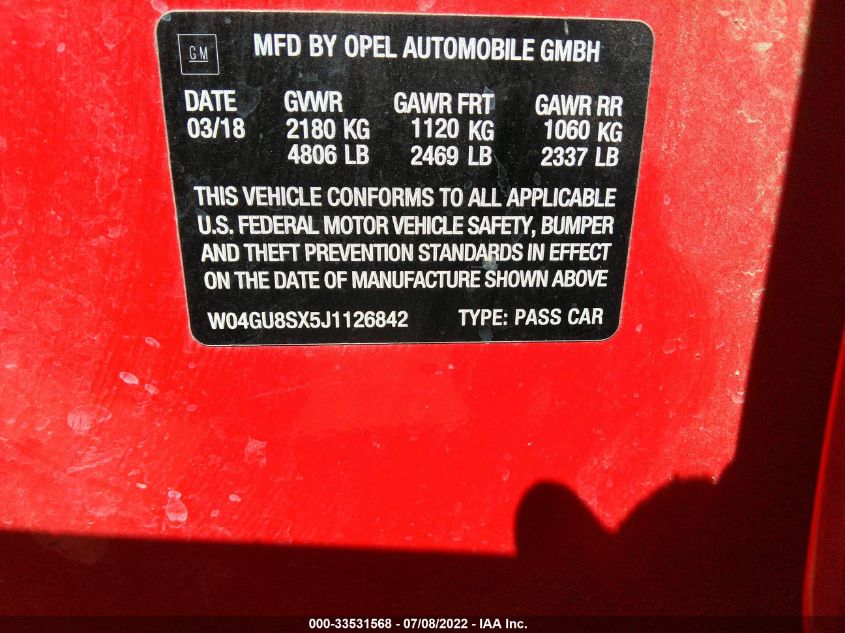 GM
MFD BY OPEL AUTOMOBILE GMBH
DATE GVWR GAWR FRT GAWR RR
03/18 2180 KG 1120 KG 1060 KG
4806 LB 2469 LB 2337 LB
THIS VEHICLE CONFORMS TO ALL APPLICABLE
U.S. FEDERAL MOTOR VEHICLE SAFETY, BUMPER
AND THEFT PREVENTION STANDARDS IN EFFECT
ON THE DATE OF MANUFACTURE SHOWN ABOVE
W04GU8SX5J1126842 TYPE: PASS CAR
000-33531568 - 07/08/2022 - IAA Inc.